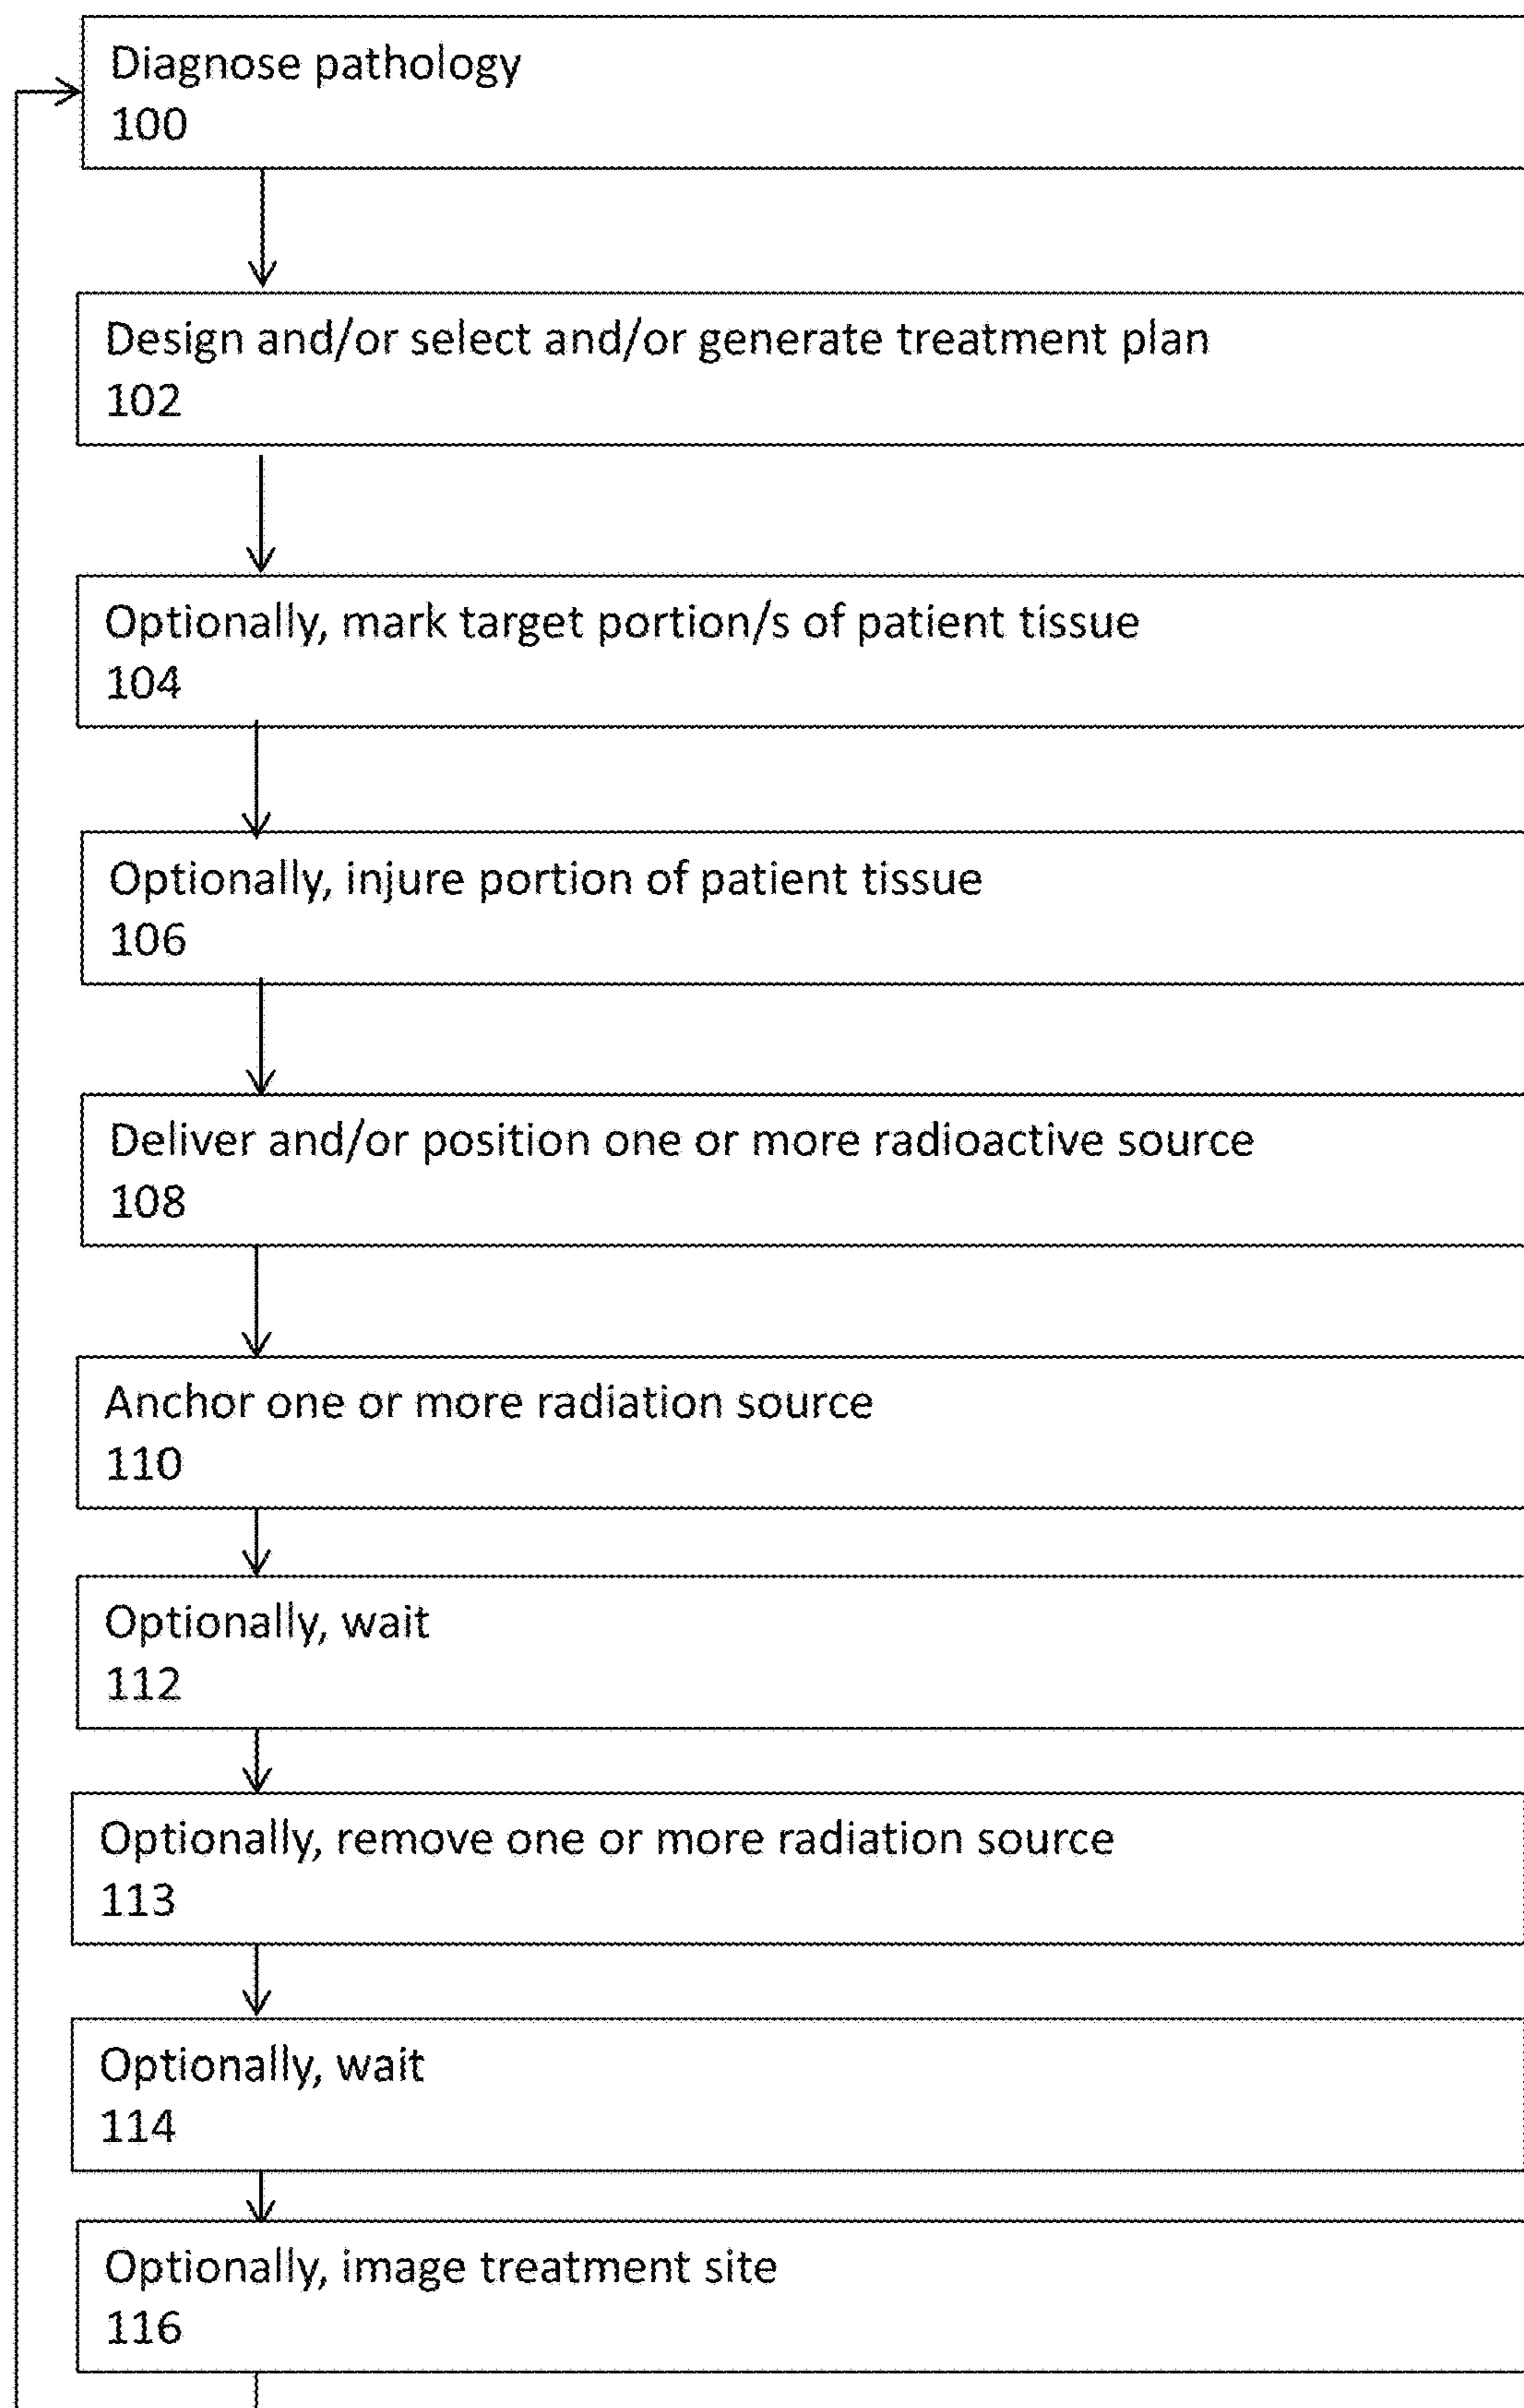 Diagnose pathology
100
Design and/or select and/or generate treatment plan
102
Optionally, mark target portion/s of patient tissue
104
Optionally, injure portion of patient tissue
106
Deliver and/or position one or more radioactive source
108
Anchor one or more radiation source
110
Optionally, wait
112
Optionally, remove one or more radiation source
113
Optionally, wait
114
Optionally, image treatment site
116